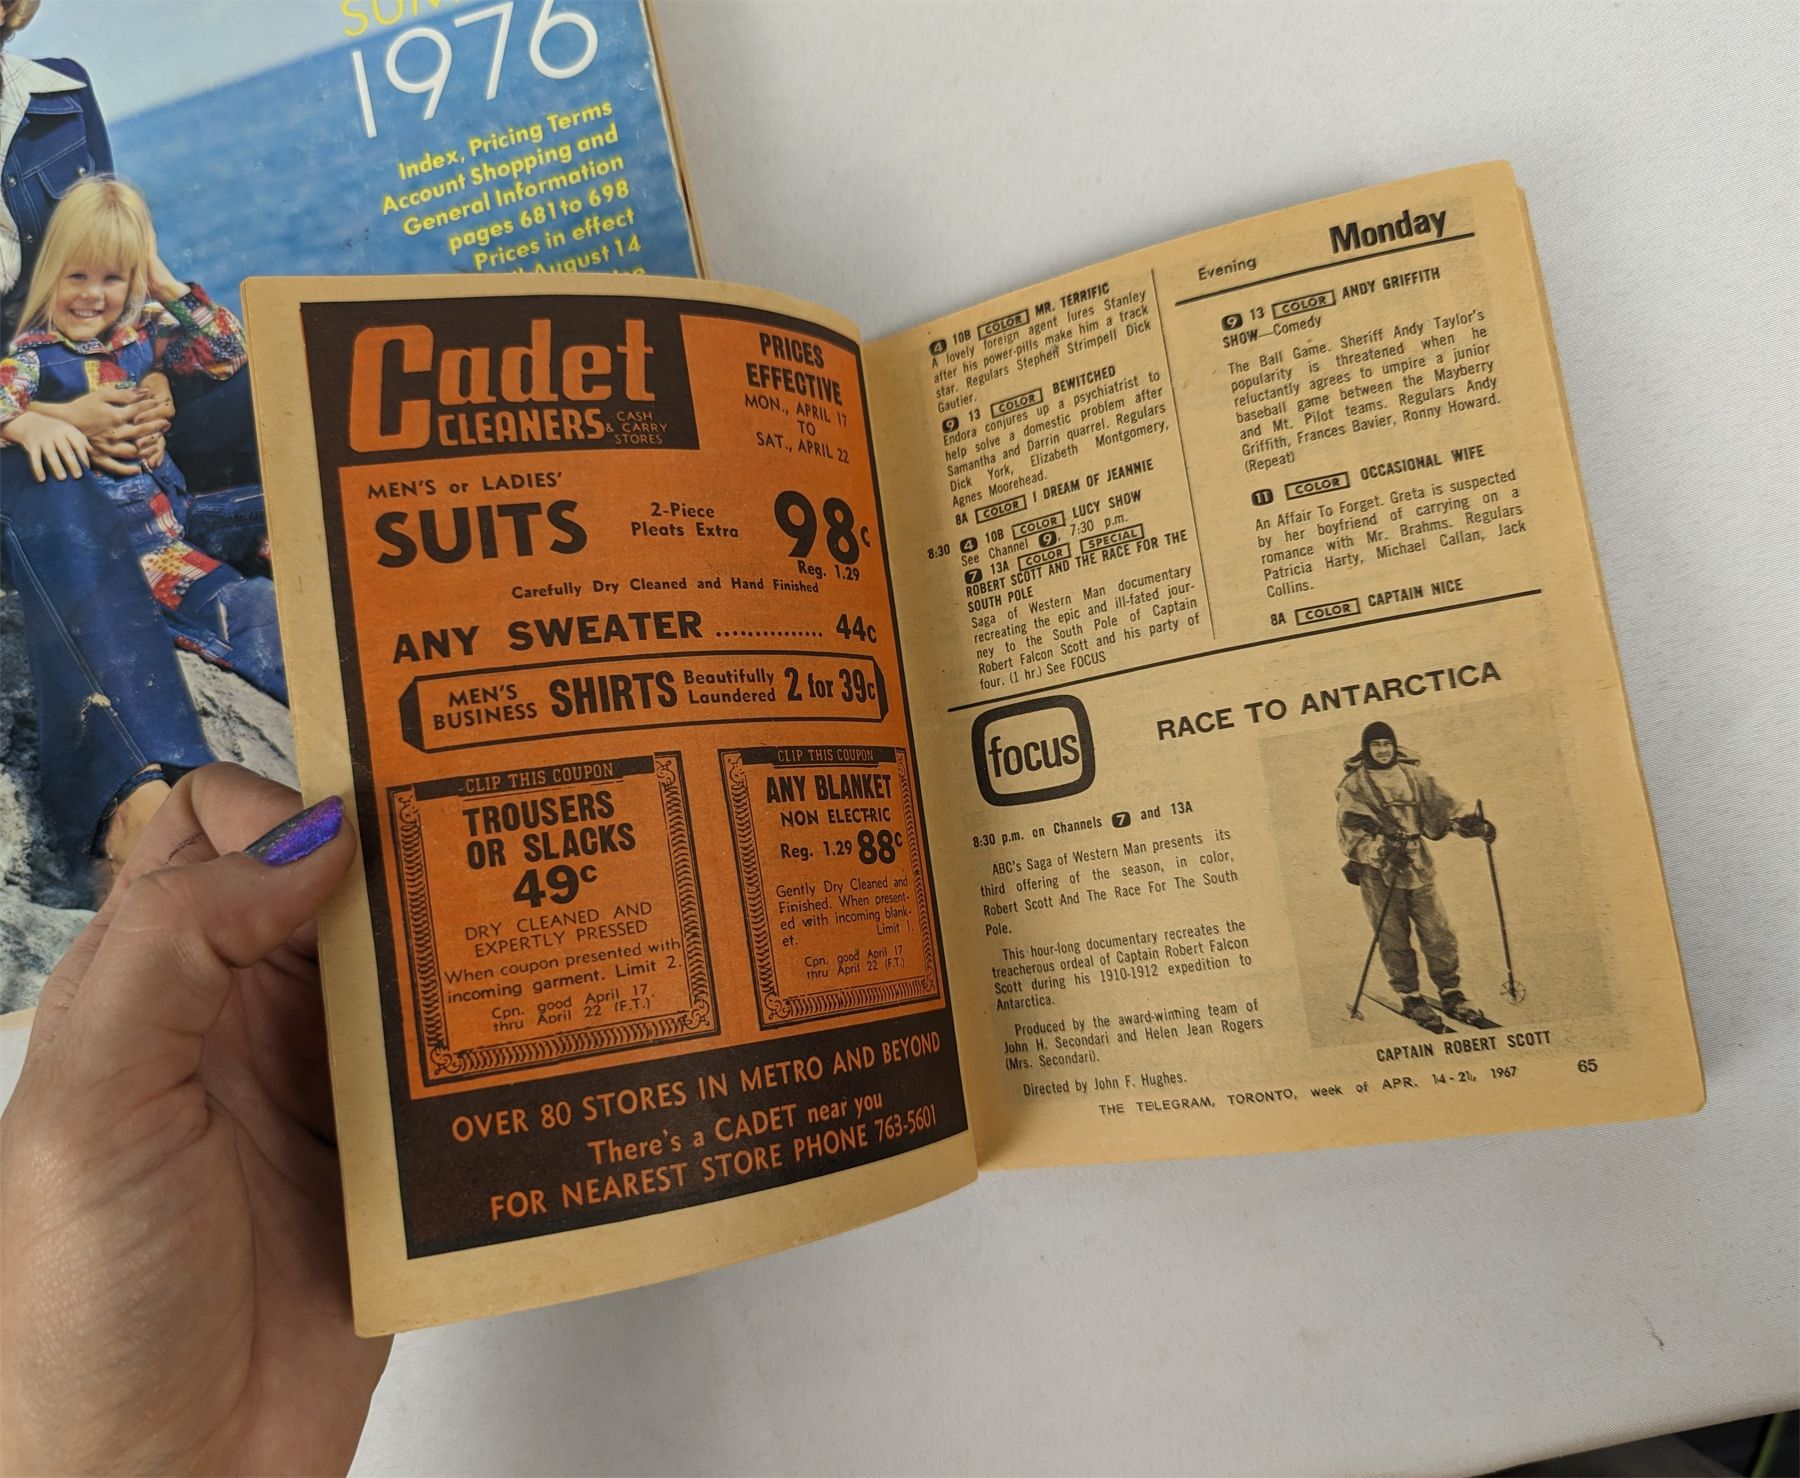 1976
Index, Pricing Terms
Account Shopping and
General Information
pages 681 to 698
Prices in effect
August 14
Cadet
CLEANERS
CASH
& CARRY
STORES
PRICES
EFFECTIVE
MON., APRIL 17
TO
SAT., APRIL 22
MEN'S or LADIES'
SUITS
2-Piece
Pleats Extra
98c
Reg. 1.29
Carefully Dry Cleaned and Hand Finished
ANY SWEATER ............... 44c
MEN'S
BUSINESS
SHIRTS
Beautifully
Laundered
2 for 39c
CLIP THIS COUPON
TROUSERS
OR SLACKS
49c
DRY CLEANED AND
EXPERTLY PRESSED
When coupon presented with
incoming garment. Limit 2.
Cpn. good April 17
thru April 22 (F.T.)
CLIP THIS COUPON
ANY BLANKET
NON ELECTRIC
Reg. 1.29 88c
Gently Dry Cleaned and
Finished. When present-
ed with incoming blank-
et. Limit 1.
Cpn. good April 17
thru April 22 (F.T.)
OVER 80 STORES IN METRO AND BEYOND
There's a CADET near you
FOR NEAREST STORE PHONE 763-5601
Monday
Evening
4 10B COLOR MR. TERRIFIC
A lovely foreign agent lures Stanley
after his power-pills make him a track
star. Regulars Stephen Strimpell Dick
Gautier.
9 13 COLOR BEWITCHED
Endora conjures up a psychiatrist to
help solve a domestic problem after
Samantha and Darrin quarrel. Regulars
Dick York, Elizabeth Montgomery,
Agnes Moorehead.
8A COLOR I DREAM OF JEANNIE
8:30 4 10B COLOR LUCY SHOW
See Channel 9, 7:30 p.m.
7 13A COLOR SPECIAL
ROBERT SCOTT AND THE RACE FOR THE
SOUTH POLE
Saga of Western Man documentary
recreating the epic and ill-fated jour-
ney to the South Pole of Captain
Robert Falcon Scott and his party of
four. (1 hr.) See FOCUS
9 13 COLOR ANDY GRIFFITH
SHOW—Comedy
The Ball Game. Sheriff Andy Taylor's
popularity is threatened when he
reluctantly agrees to umpire a junior
baseball game between the Mayberry
and Mt. Pilot teams. Regulars Andy
Griffith, Frances Bavier, Ronny Howard.
(Repeat)
11 COLOR OCCASIONAL WIFE
An Affair To Forget. Greta is suspected
by her boyfriend of carrying on a
romance with Mr. Brahms. Regulars
Patricia Harty, Michael Callan, Jack
Collins.
8A COLOR CAPTAIN NICE
focus
RACE TO ANTARCTICA
8:30 p.m. on Channels 7 and 13A
ABC's Saga of Western Man presents its
third offering of the season, in color,
Robert Scott And The Race For The South
Pole.
This hour-long documentary recreates the
treacherous ordeal of Captain Robert Falcon
Scott during his 1910-1912 expedition to
Antarctica.
Produced by the award-winning team of
John H. Secondari and Helen Jean Rogers
(Mrs. Secondari).
Directed by John F. Hughes.
CAPTAIN ROBERT SCOTT
THE TELEGRAM, TORONTO, week of APR. 14-21, 1967 65